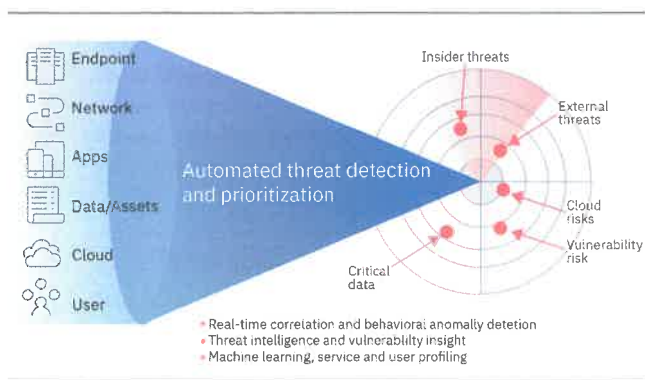 Endpoint
Network
Apps
Data/Assets
Cloud
User
Automated threat detection
and prioritization
Insider threats
External
threats
Cloud
risks
Vulnerability
risk
Critical
data
Real-time correlation and behavioral anomally detetion
Threat intelligence and vulnerability insight
Machine learning, service and user profiling